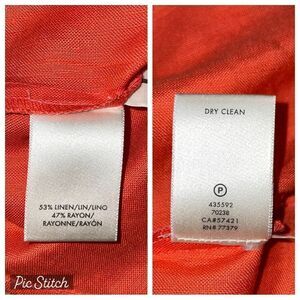 53% LINEN/LIN/LINO
47% RAYON/
RAYONNE/RAYÓN
DRY CLEAN
P
435592
70238
CA#57421
RN# 77379
Pic Stitch